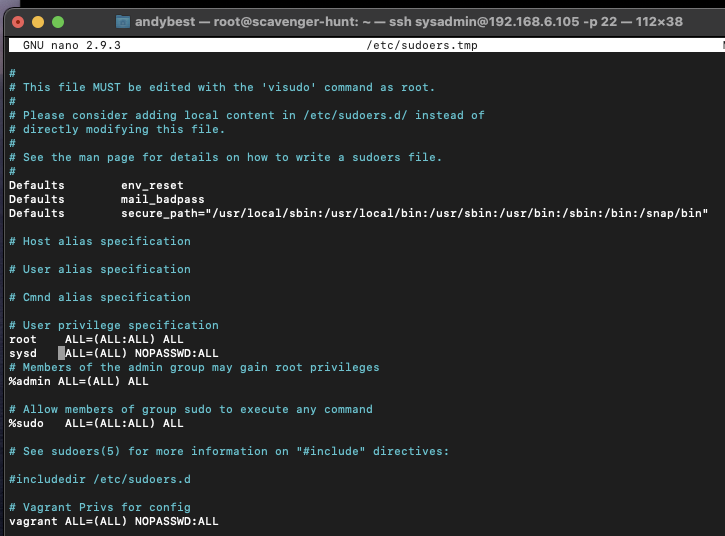 andybest — root@scavenger-hunt: ~ — ssh sysadmin@192.168.6.105 -p 22 — 112×38
GNU nano 2.9.3 /etc/sudoers.tmp
#
# This file MUST be edited with the 'visudo' command as root.
#
# Please consider adding local content in /etc/sudoers.d/ instead of
# directly modifying this file.
#
# See the man page for details on how to write a sudoers file.
#
Defaults env_reset
Defaults mail_badpass
Defaults secure_path="/usr/local/sbin:/usr/local/bin:/usr/sbin:/usr/bin:/sbin:/bin:/snap/bin"
# Host alias specification
# User alias specification
# Cmnd alias specification
# User privilege specification
root ALL=(ALL:ALL) ALL
sysd ALL=(ALL) NOPASSWD:ALL
# Members of the admin group may gain root privileges
%admin ALL=(ALL) ALL
# Allow members of group sudo to execute any command
%sudo ALL=(ALL:ALL) ALL
# See sudoers(5) for more information on "#include" directives:
#includedir /etc/sudoers.d
# Vagrant Privs for config
vagrant ALL=(ALL) NOPASSWD:ALL